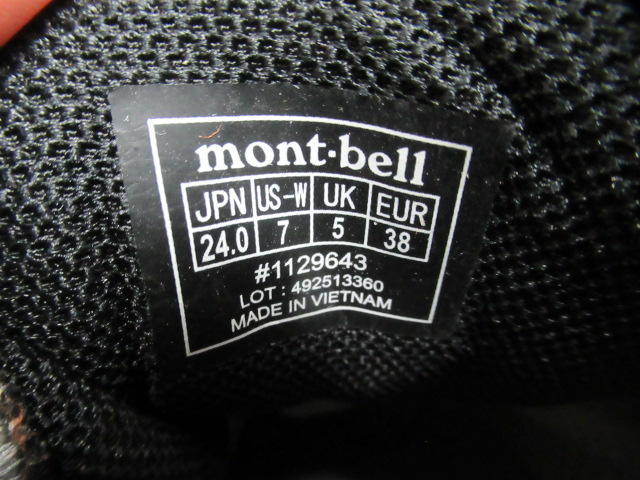 mont·bell
JPN US-W UK EUR
24.0 7 5 38
#1129643
LOT : 492513360
MADE IN VIETNAM